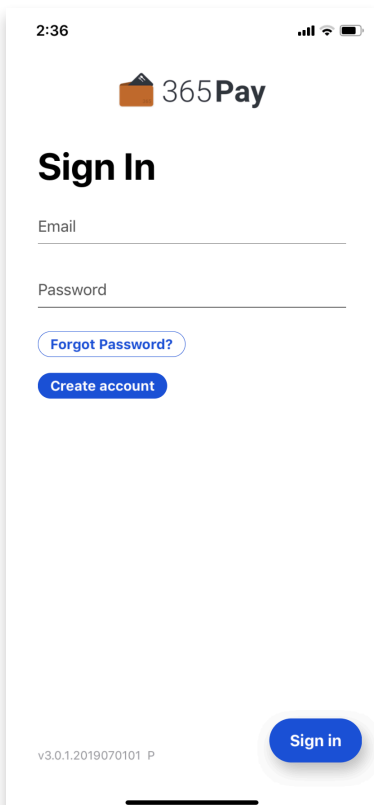 2:36
365Pay
Sign In
Email
Password
Forgot Password?
Create account
Sign in
v3.0.1.2019070101 P